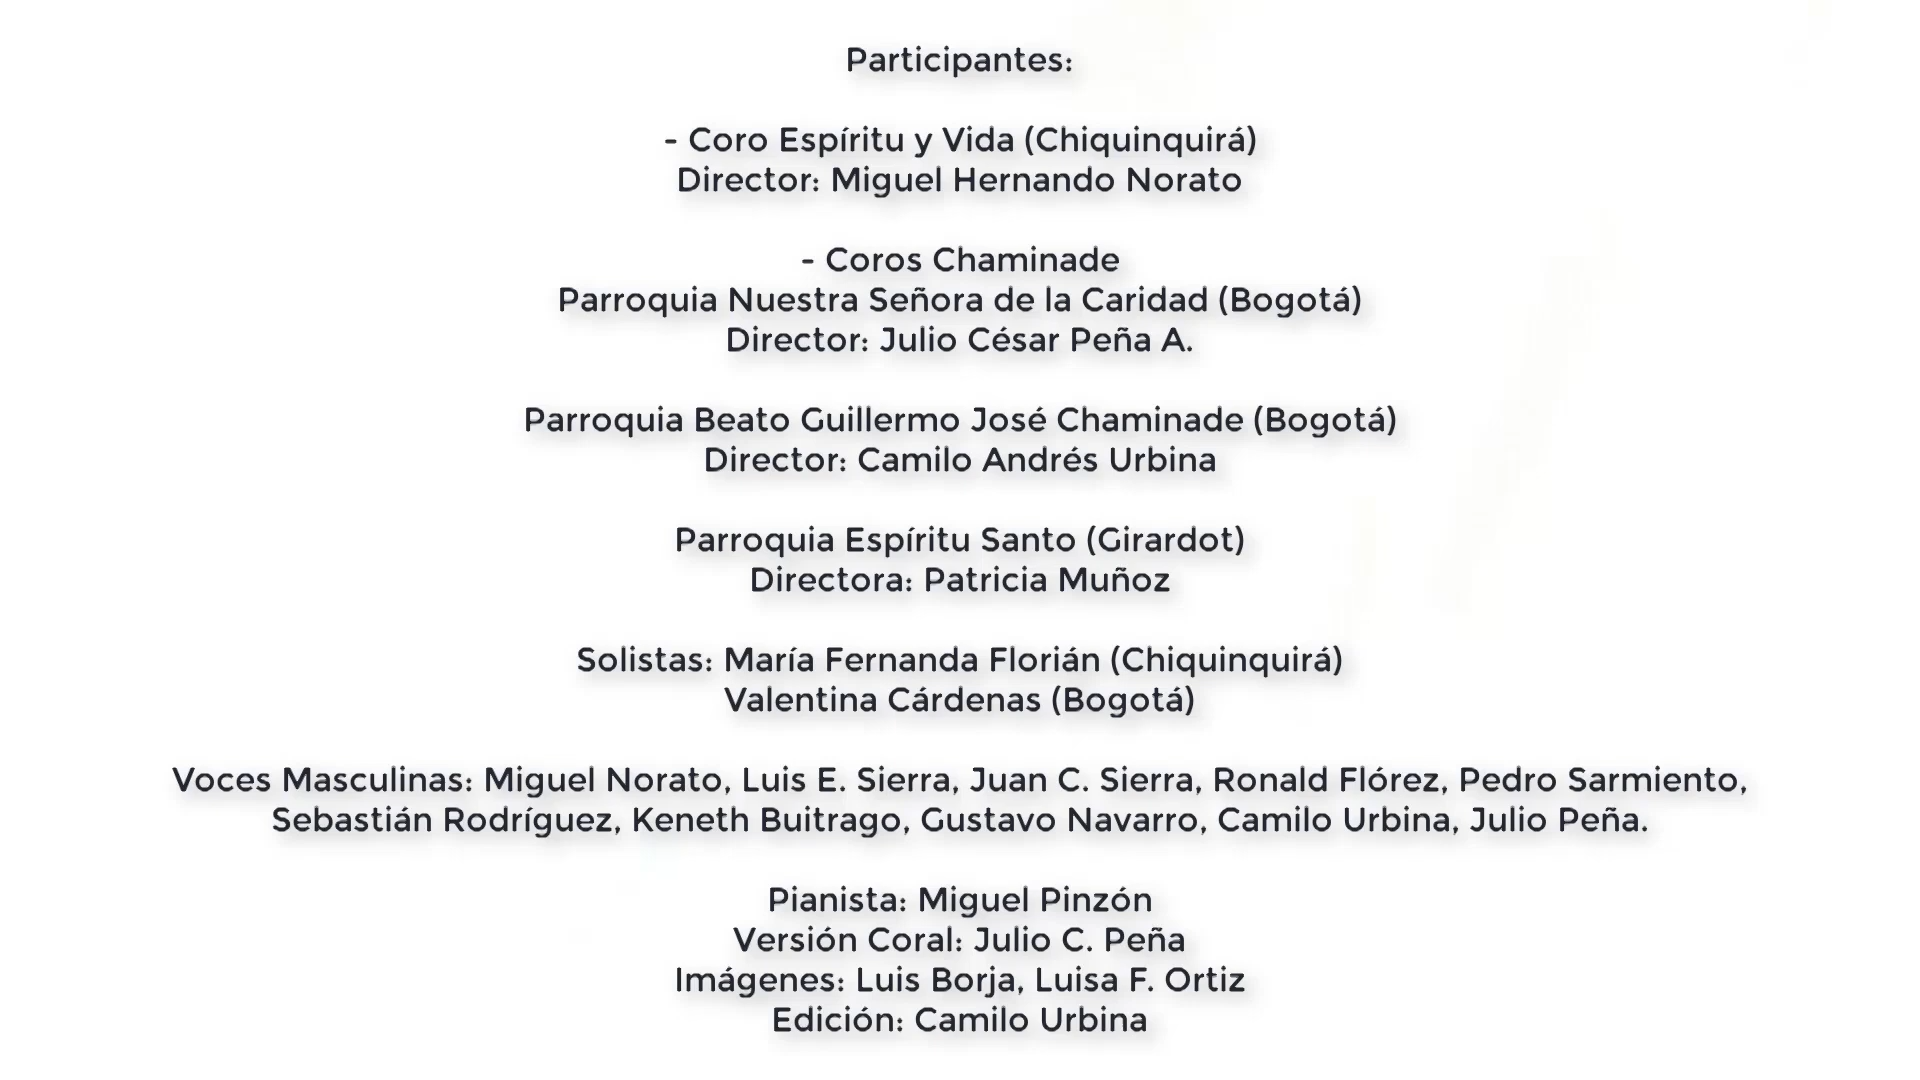 Participantes:
- Coro Espíritu y Vida (Chiquinquirá)
Director: Miguel Hernando Norato
- Coros Chaminade
Parroquia Nuestra Señora de la Caridad (Bogotá)
Director: Julio César Peña A.
Parroquia Beato Guillermo José Chaminade (Bogotá)
Director: Camilo Andrés Urbina
Parroquia Espíritu Santo (Girardot)
Directora: Patricia Muñoz
Solistas: María Fernanda Florián (Chiquinquirá)
Valentina Cárdenas (Bogotá)
Voces Masculinas: Miguel Norato, Luis E. Sierra, Juan C. Sierra, Ronald Flórez, Pedro Sarmiento,
Sebastián Rodríguez, Keneth Buitrago, Gustavo Navarro, Camilo Urbina, Julio Peña.
Pianista: Miguel Pinzón
Versión Coral: Julio C. Peña
Imágenes: Luis Borja, Luisa F. Ortiz
Edición: Camilo Urbina